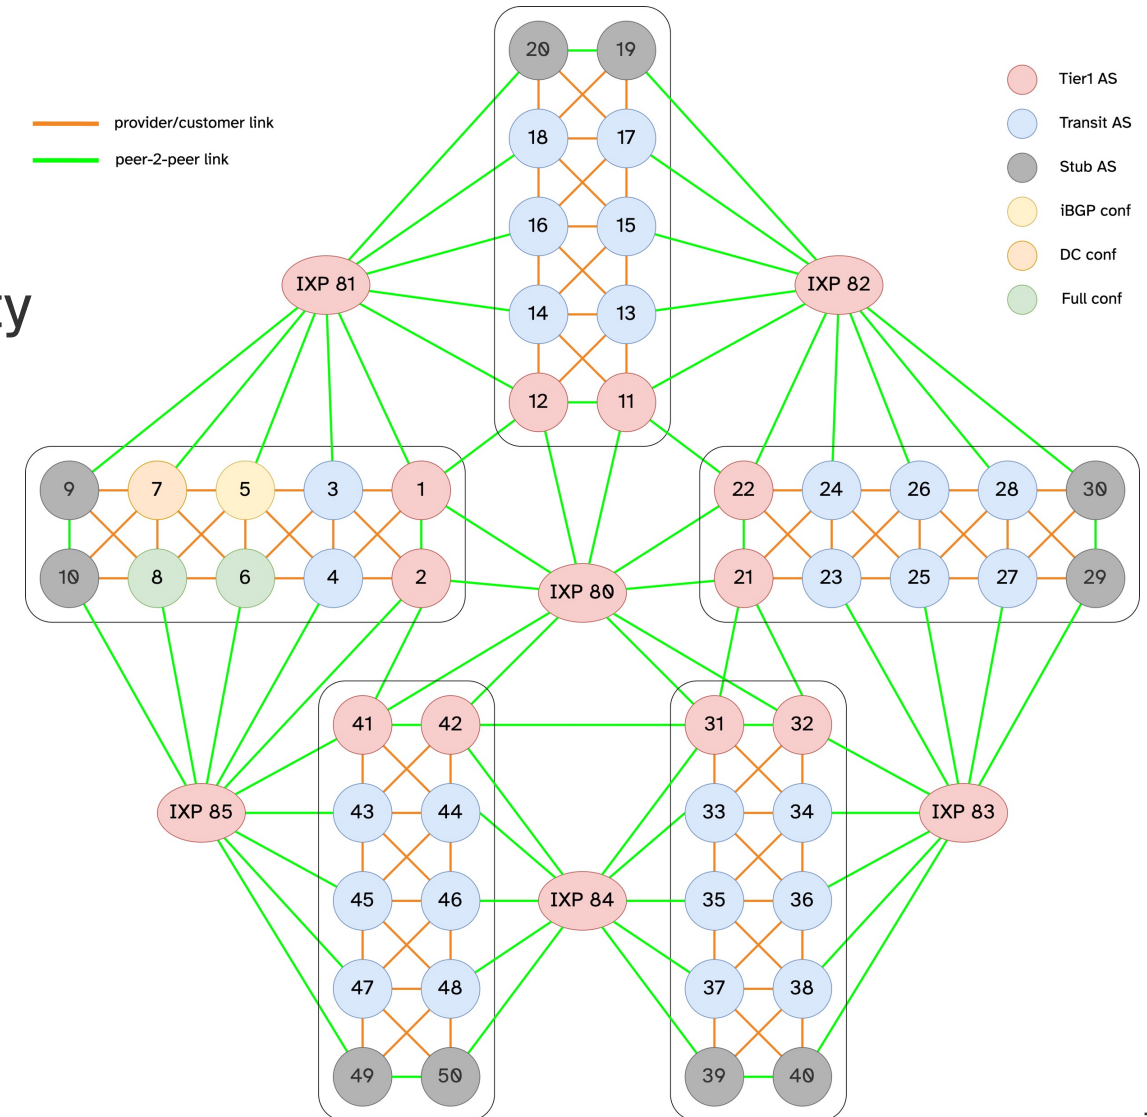 20 19
provider/customer link
peer-2-peer link
Tier1 AS
Transit AS
Stub AS
iBGP conf
DC conf
Full conf
18 17
16 15
IXP 81
IXP 82
ty
14 13
12 11
9 7 5 3 1
22 24 26 28 30
10 8 6 4 2
IXP 80
21 23 25 27 29
41 42
31 32
IXP 85
43 44
33 34
IXP 83
45 46
IXP 84
35 36
47 48
37 38
49 50
39 40